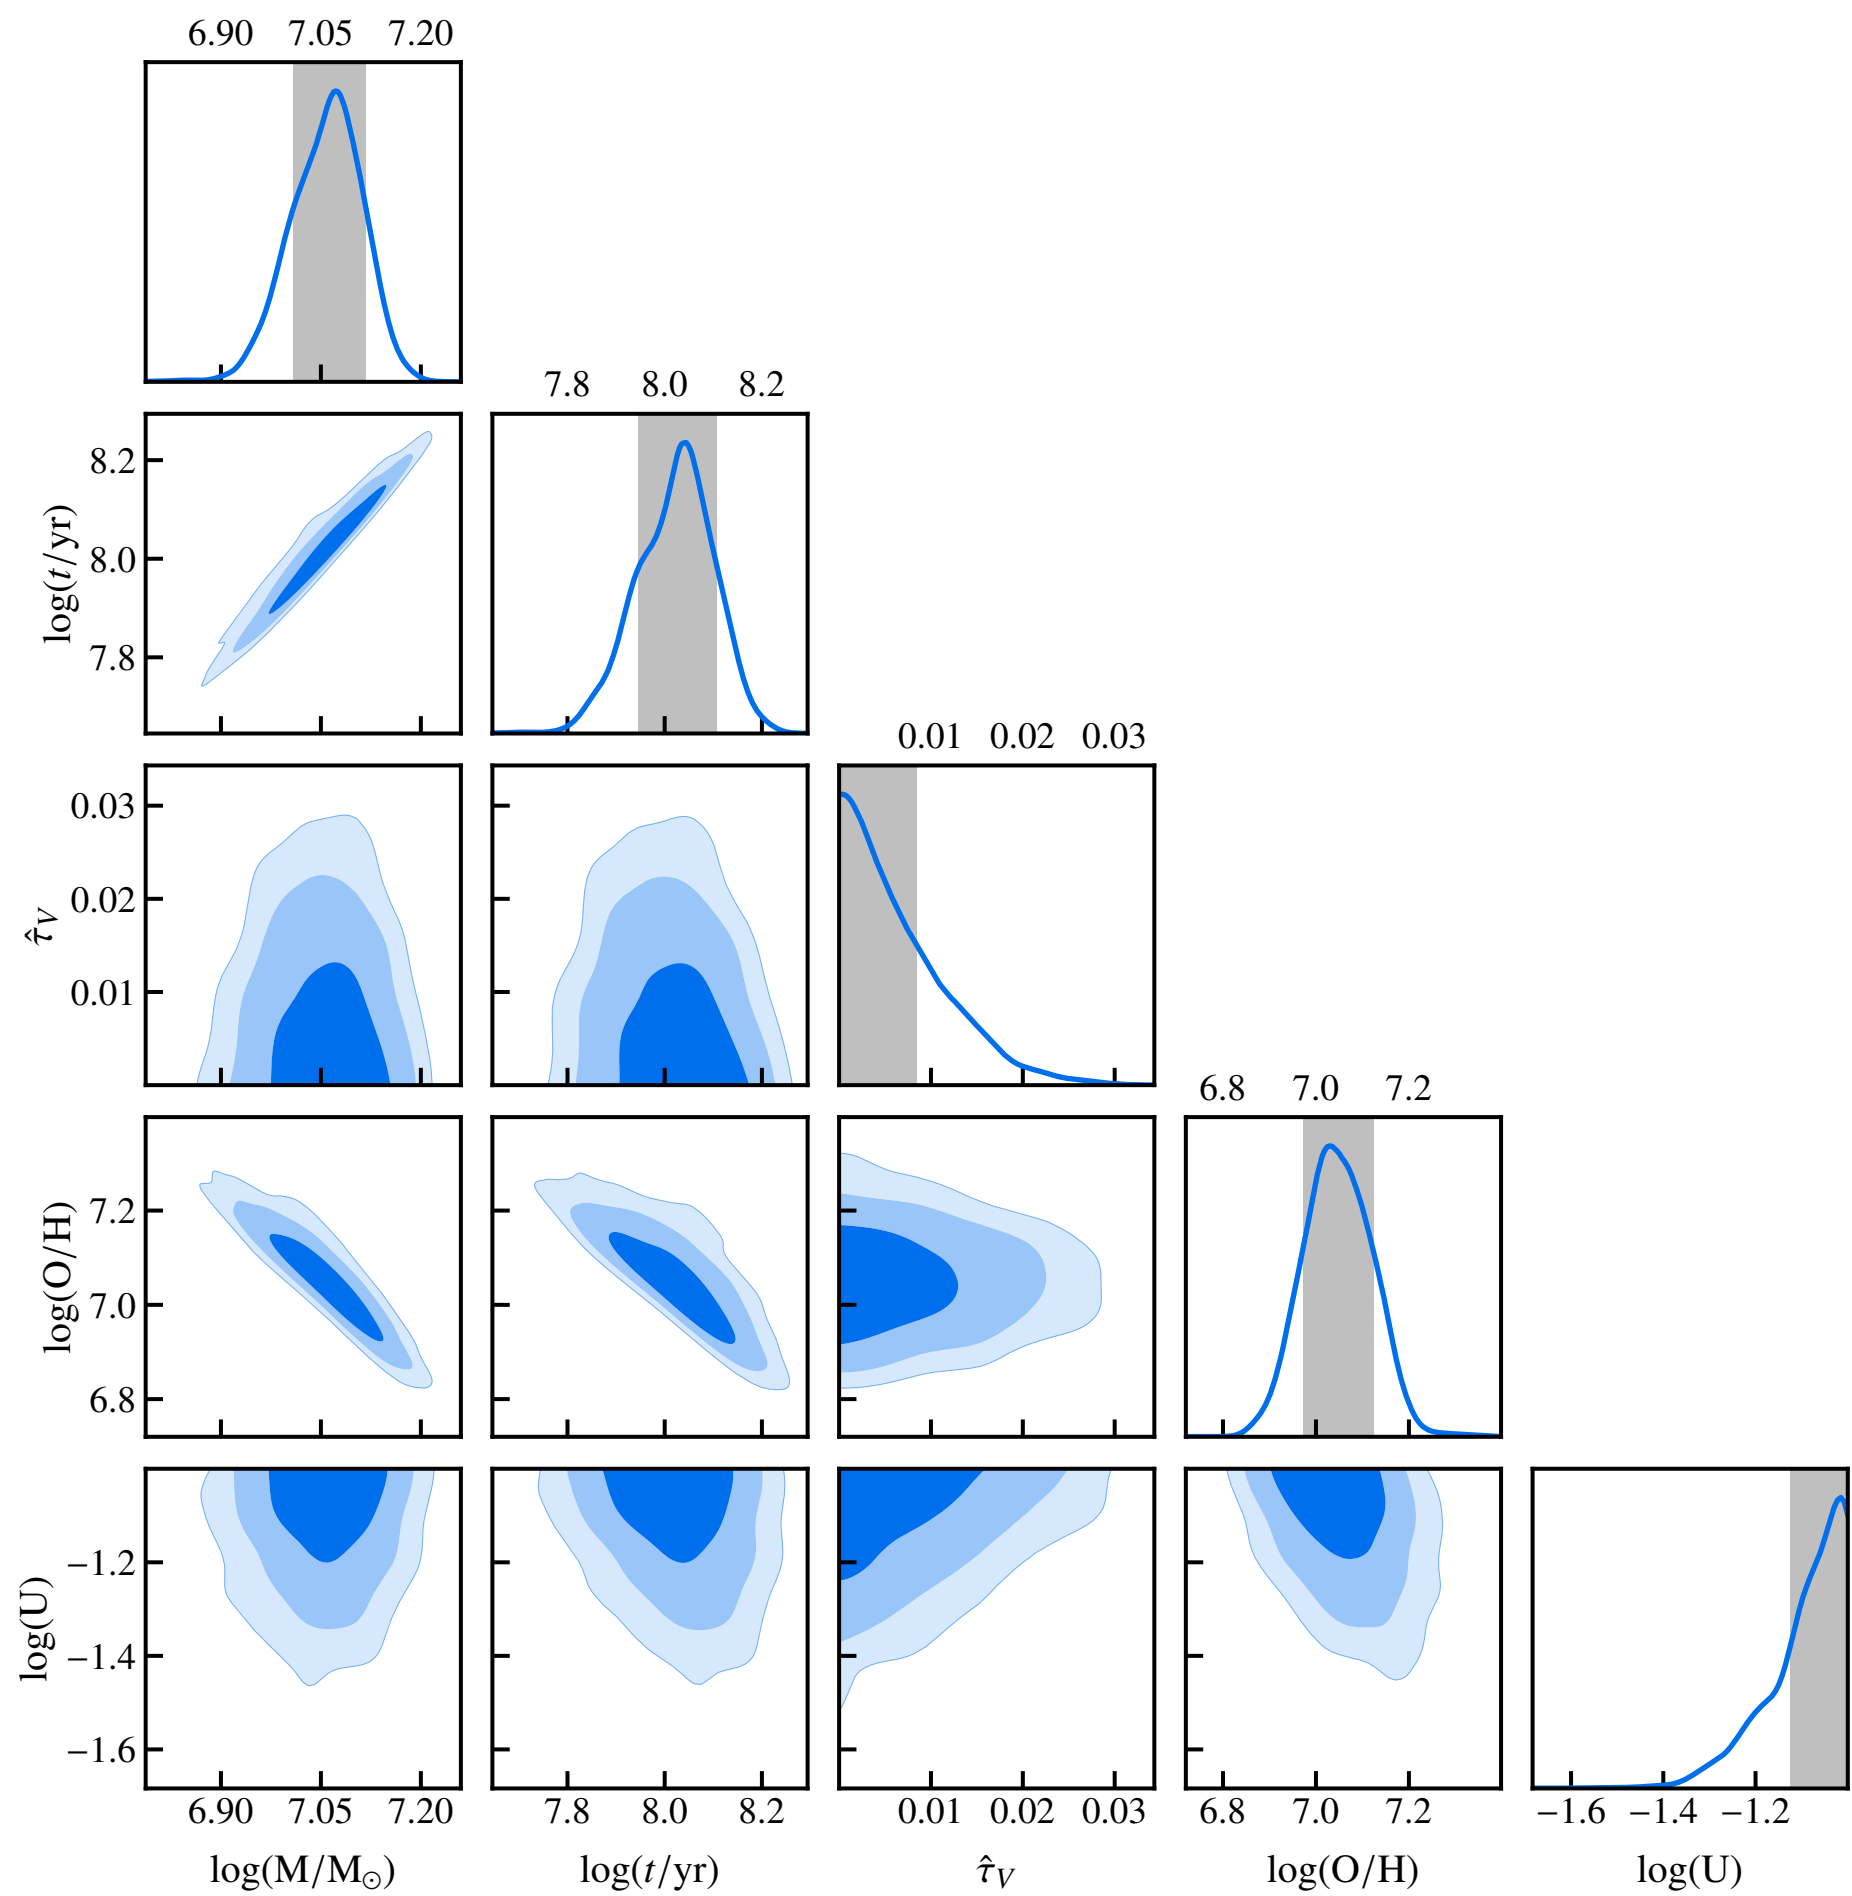 6.90 7.05 7.20
7.8 8.0 8.2
8.2
log(t/yr)
8.0
7.8
0.01 0.02 0.03
0.03
0.02
τ̂V
0.01
6.8 7.0 7.2
7.2
log(O/H)
7.0
6.8
−1.2
log(U)
−1.4
−1.6
6.90 7.05 7.20 7.8 8.0 8.2 0.01 0.02 0.03 6.8 7.0 7.2 −1.6 −1.4 −1.2
log(M/M⊙) log(t/yr) τ̂V log(O/H) log(U)